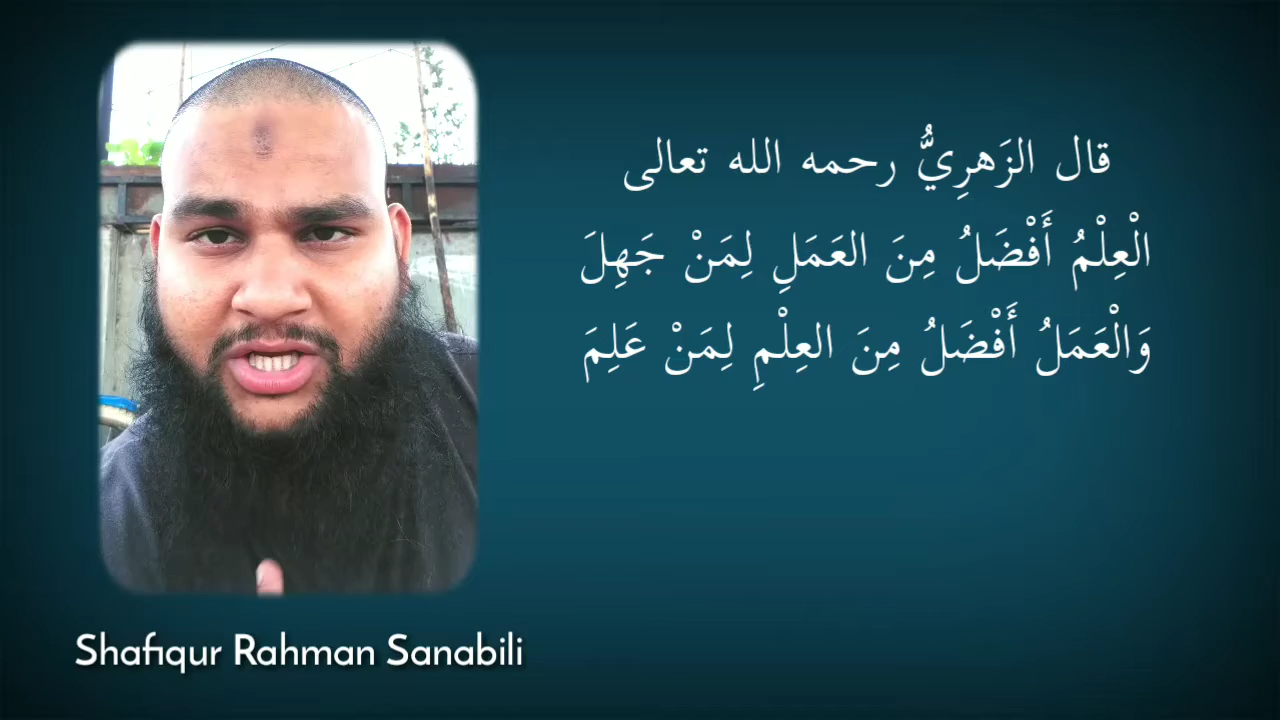 قال الزَهرِيُّ رحمه الله تعالى
الْعِلْمُ أَفْضَلُ مِنَ العَمَلِ لِمَنْ جَهِلَ
وَالْعَمَلُ أَفْضَلُ مِنَ العِلْمِ لِمَنْ عَلِمَ
Shafiqur Rahman Sanabili